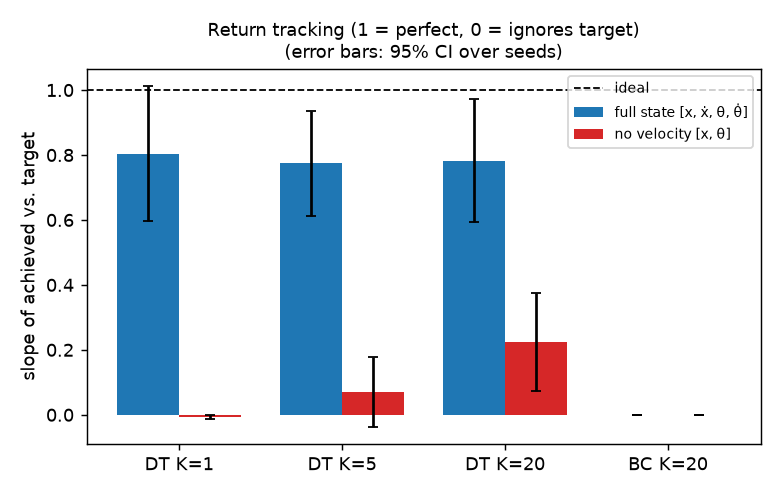 Return tracking (1 = perfect, 0 = ignores target)
(error bars: 95% CI over seeds)
ideal
full state [x, ẋ, θ, θ̇]
no velocity [x, θ]
slope of achieved vs. target
1.0
0.8
0.6
0.4
0.2
0.0
DT K=1
DT K=5
DT K=20
BC K=20